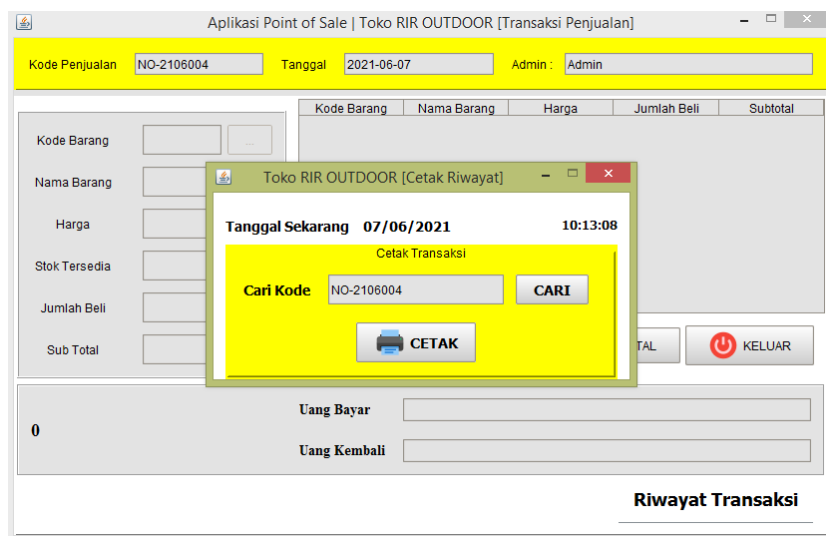 Aplikasi Point of Sale | Toko RIR OUTDOOR [Transaksi Penjualan]
Kode Penjualan NO-2106004 Tanggal 2021-06-07 Admin : Admin
Kode Barang Nama Barang Harga Jumlah Beli Subtotal
Kode Barang ...
Nama Barang
Harga
Stok Tersedia
Jumlah Beli
Sub Total
Toko RIR OUTDOOR [Cetak Riwayat]
Tanggal Sekarang 07/06/2021 10:13:08
Cetak Transaksi
Cari Kode NO-2106004 CARI
CETAK
TAL KELUAR
Uang Bayar
0
Uang Kembali
Riwayat Transaksi